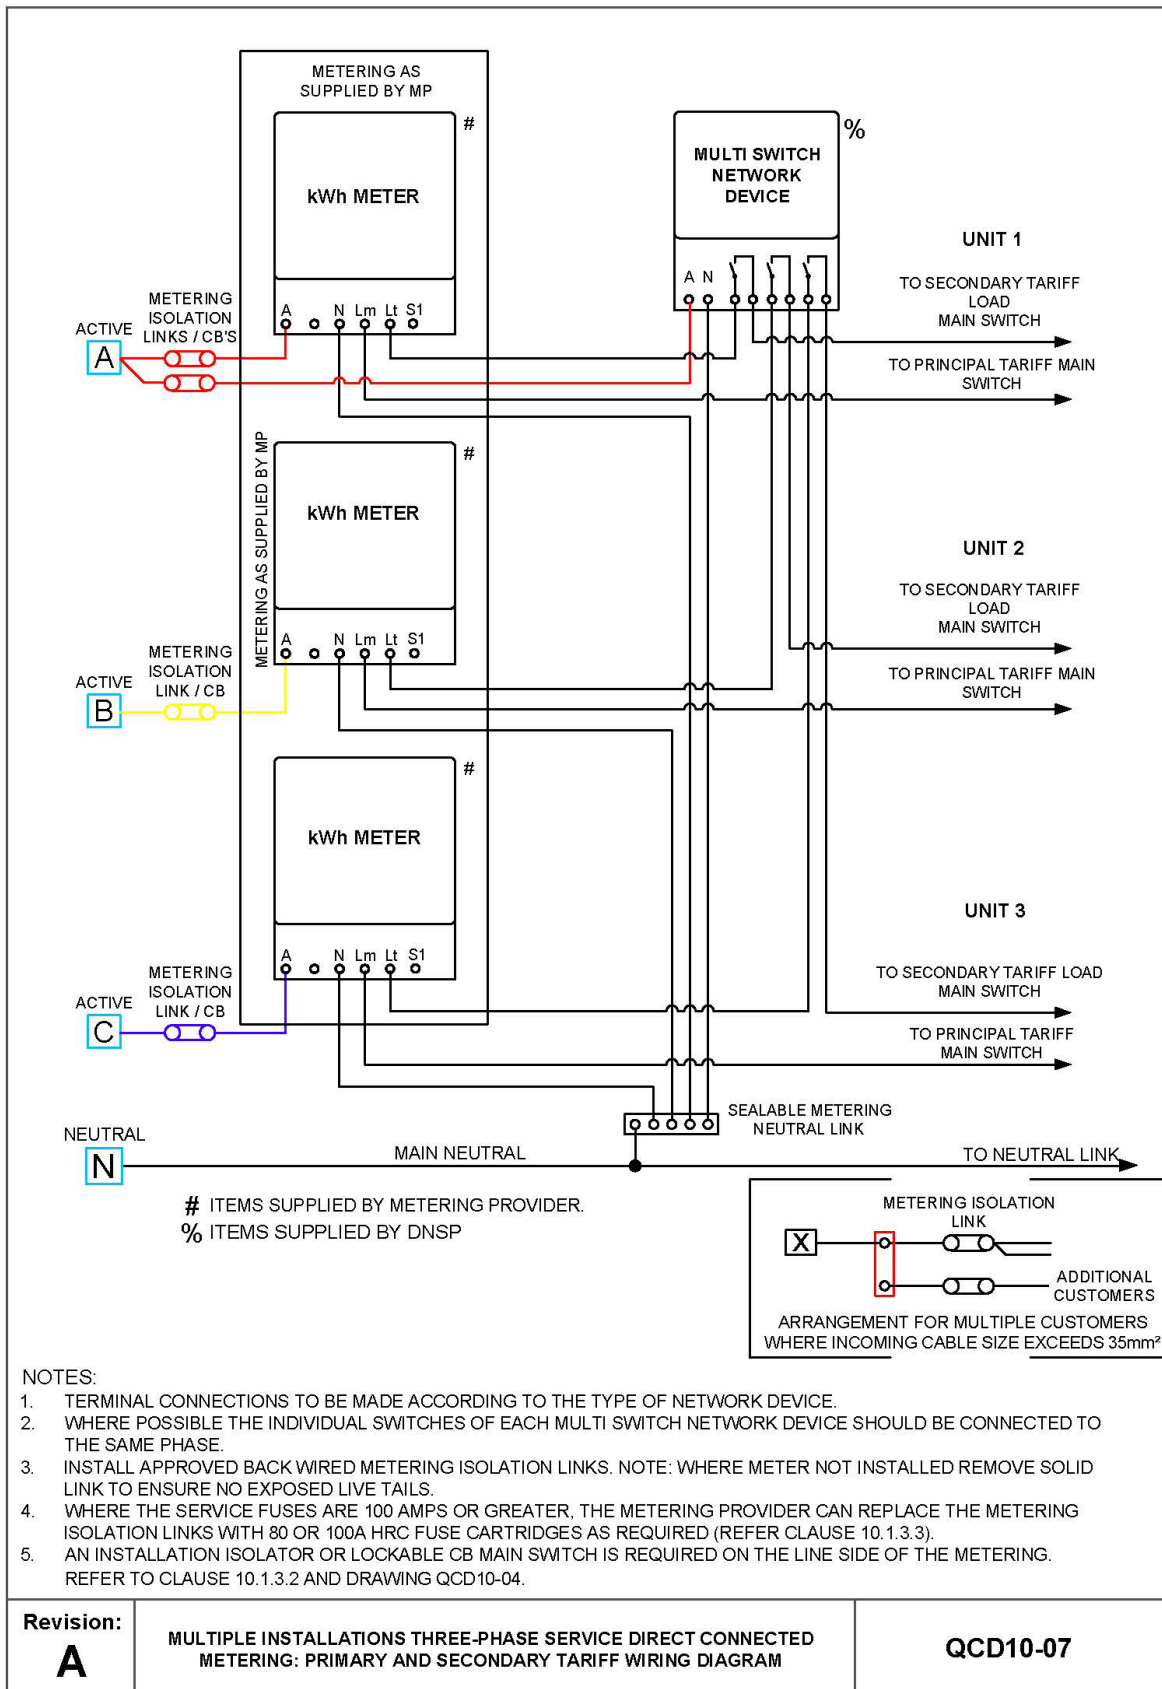 METERING AS
SUPPLIED BY MP
#
kWh METER
A N Lm Lt S1
MULTI SWITCH
NETWORK
DEVICE
%
A N
METERING
ISOLATION
LINKS / CB'S
ACTIVE
A
UNIT 1
TO SECONDARY TARIFF
LOAD
MAIN SWITCH
TO PRINCIPAL TARIFF MAIN
SWITCH
METERING AS SUPPLIED BY MP
#
kWh METER
A N Lm Lt S1
METERING
ISOLATION
LINK / CB
ACTIVE
B
UNIT 2
TO SECONDARY TARIFF
LOAD
MAIN SWITCH
TO PRINCIPAL TARIFF MAIN
SWITCH
#
kWh METER
A N Lm Lt S1
METERING
ISOLATION
LINK / CB
ACTIVE
C
UNIT 3
TO SECONDARY TARIFF LOAD
MAIN SWITCH
TO PRINCIPAL TARIFF
MAIN SWITCH
SEALABLE METERING
NEUTRAL LINK
NEUTRAL
N
MAIN NEUTRAL
TO NEUTRAL LINK
# ITEMS SUPPLIED BY METERING PROVIDER.
% ITEMS SUPPLIED BY DNSP
METERING ISOLATION
LINK
X
ADDITIONAL
CUSTOMERS
ARRANGEMENT FOR MULTIPLE CUSTOMERS
WHERE INCOMING CABLE SIZE EXCEEDS 35mm²
NOTES:
1. TERMINAL CONNECTIONS TO BE MADE ACCORDING TO THE TYPE OF NETWORK DEVICE.
2. WHERE POSSIBLE THE INDIVIDUAL SWITCHES OF EACH MULTI SWITCH NETWORK DEVICE SHOULD BE CONNECTED TO
THE SAME PHASE.
3. INSTALL APPROVED BACK WIRED METERING ISOLATION LINKS. NOTE: WHERE METER NOT INSTALLED REMOVE SOLID
LINK TO ENSURE NO EXPOSED LIVE TAILS.
4. WHERE THE SERVICE FUSES ARE 100 AMPS OR GREATER, THE METERING PROVIDER CAN REPLACE THE METERING
ISOLATION LINKS WITH 80 OR 100A HRC FUSE CARTRIDGES AS REQUIRED (REFER CLAUSE 10.1.3.3).
5. AN INSTALLATION ISOLATOR OR LOCKABLE CB MAIN SWITCH IS REQUIRED ON THE LINE SIDE OF THE METERING.
REFER TO CLAUSE 10.1.3.2 AND DRAWING QCD10-04.
Revision:
A
MULTIPLE INSTALLATIONS THREE-PHASE SERVICE DIRECT CONNECTED
METERING: PRIMARY AND SECONDARY TARIFF WIRING DIAGRAM
QCD10-07